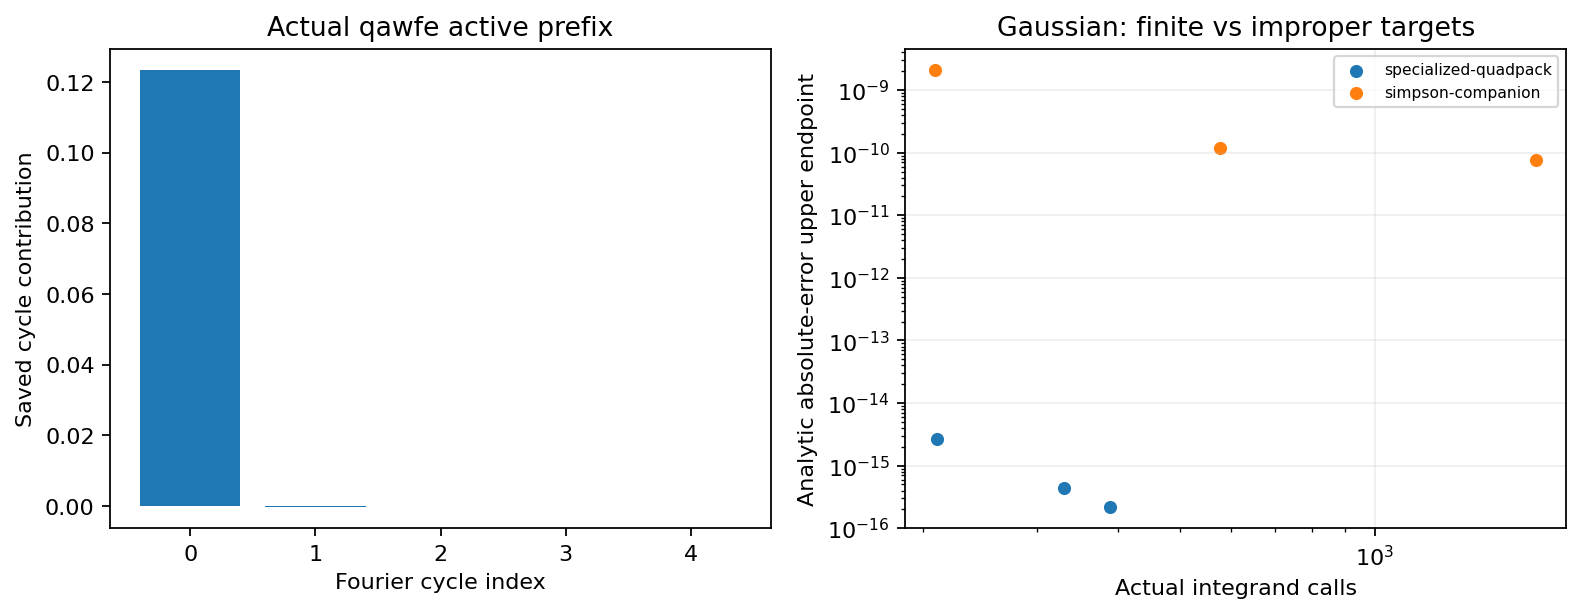 Actual qawfe active prefix
Saved cycle contribution
0.12
0.10
0.08
0.06
0.04
0.02
0.00
0 1 2 3 4
Fourier cycle index
Gaussian: finite vs improper targets
Analytic absolute-error upper endpoint
10⁻⁹
10⁻¹⁰
10⁻¹¹
10⁻¹²
10⁻¹³
10⁻¹⁴
10⁻¹⁵
10⁻¹⁶
specialized-quadpack
simpson-companion
10³
Actual integrand calls